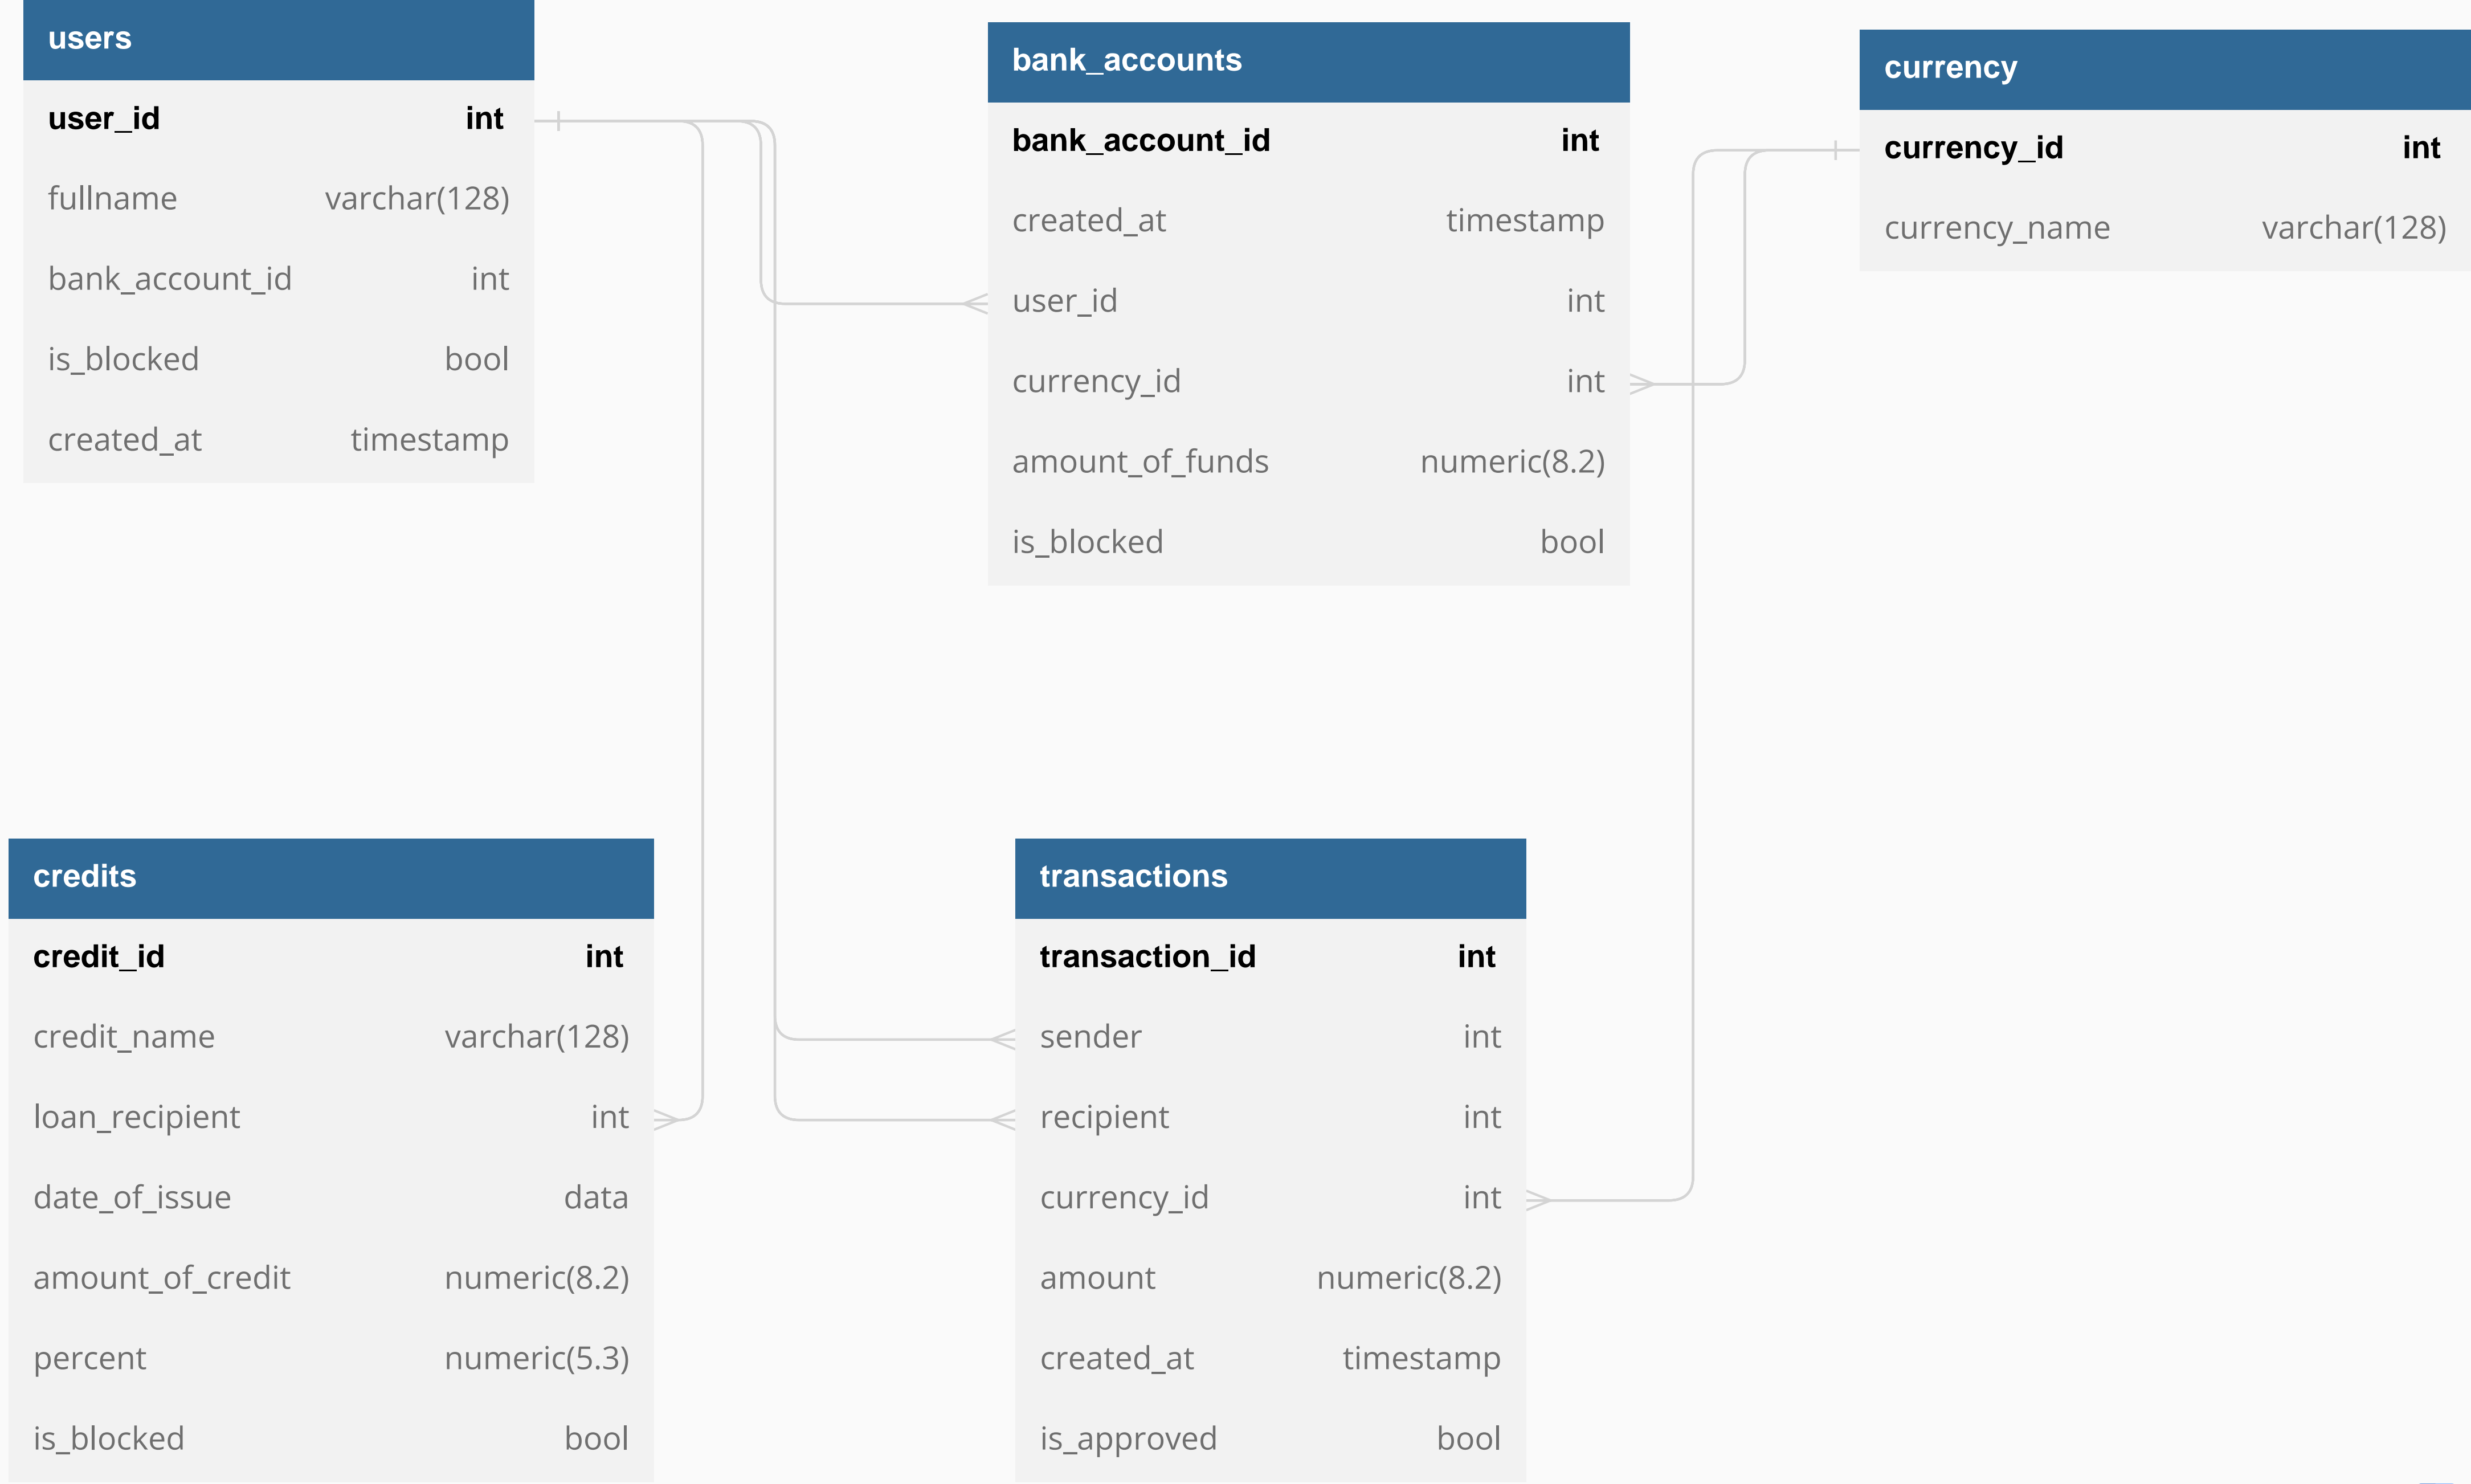 users
user_id int
fullname varchar(128)
bank_account_id int
is_blocked bool
created_at timestamp
bank_accounts
bank_account_id int
created_at timestamp
user_id int
currency_id int
amount_of_funds numeric(8.2)
is_blocked bool
currency
currency_id int
currency_name varchar(128)
credits
credit_id int
credit_name varchar(128)
loan_recipient int
date_of_issue data
amount_of_credit numeric(8.2)
percent numeric(5.3)
is_blocked bool
transactions
transaction_id int
sender int
recipient int
currency_id int
amount numeric(8.2)
created_at timestamp
is_approved bool